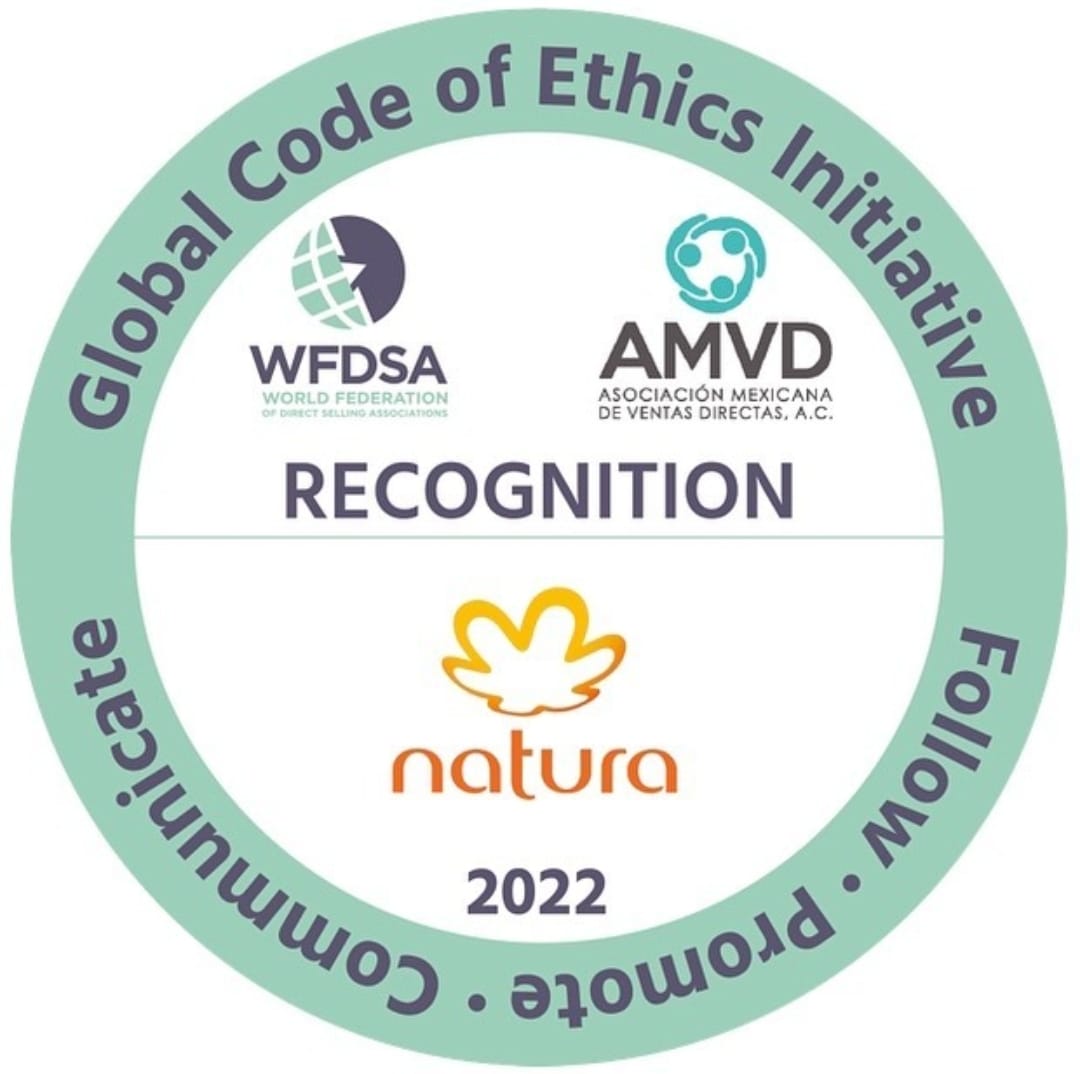 Global Code of Ethics Initiative
WFDSA
WORLD FEDERATION
OF DIRECT SELLING ASSOCIATIONS
AMVD
ASOCIACIÓN MEXICANA
DE VENTAS DIRECTAS, A.C.
RECOGNITION
natura
2022
Follow · Promote · Communicate